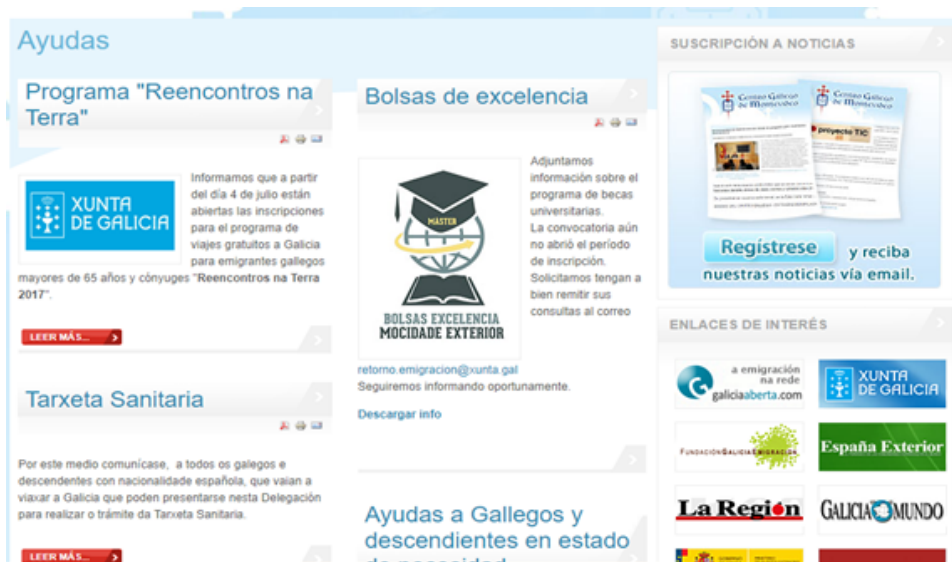 Ayudas
Programa "Reencontros na
Terra"
XUNTA
DE GALICIA
Informamos que a partir
del día 4 de julio están
abiertas las inscripciones
para el programa de
viajes gratuitos a Galicia
para emigrantes gallegos
mayores de 65 años y cónyuges "Reencontros na Terra
2017".
LEER MÁS...
Tarxeta Sanitaria
Por este medio comunícase, a todos os galegos e
descendentes con nacionalidade española, que vaian a
viaxar a Galicia que poden presentarse nesta Delegación
para realizar o trámite da Tarxeta Sanitaria.
LEER MÁS...
Bolsas de excelencia
MÁSTER
BOLSAS EXCELENCIA
MOCIDADE EXTERIOR
Adjuntamos
información sobre el
programa de becas
universitarias.
La convocatoria aún
no abrió el período
de inscripción.
Solicitamos tengan a
bien remitir sus
consultas al correo
retorno.emigracion@xunta.gal
Seguiremos informando oportunamente.
Descargar info
Ayudas a Gallegos y
descendientes en estado
de necesidad
SUSCRIPCIÓN A NOTICIAS
Centro Gallego
de Montevideo
Centro Gallego
de Montevideo
proyecto TIC
Regístrese y reciba
nuestras noticias vía email.
ENLACES DE INTERÉS
a emigración
na rede
galiciaaberta.com
XUNTA
DE GALICIA
FUNDACIÓN GALICIA EMIGRACIÓN
España Exterior
La Región
GALICIA MUNDO